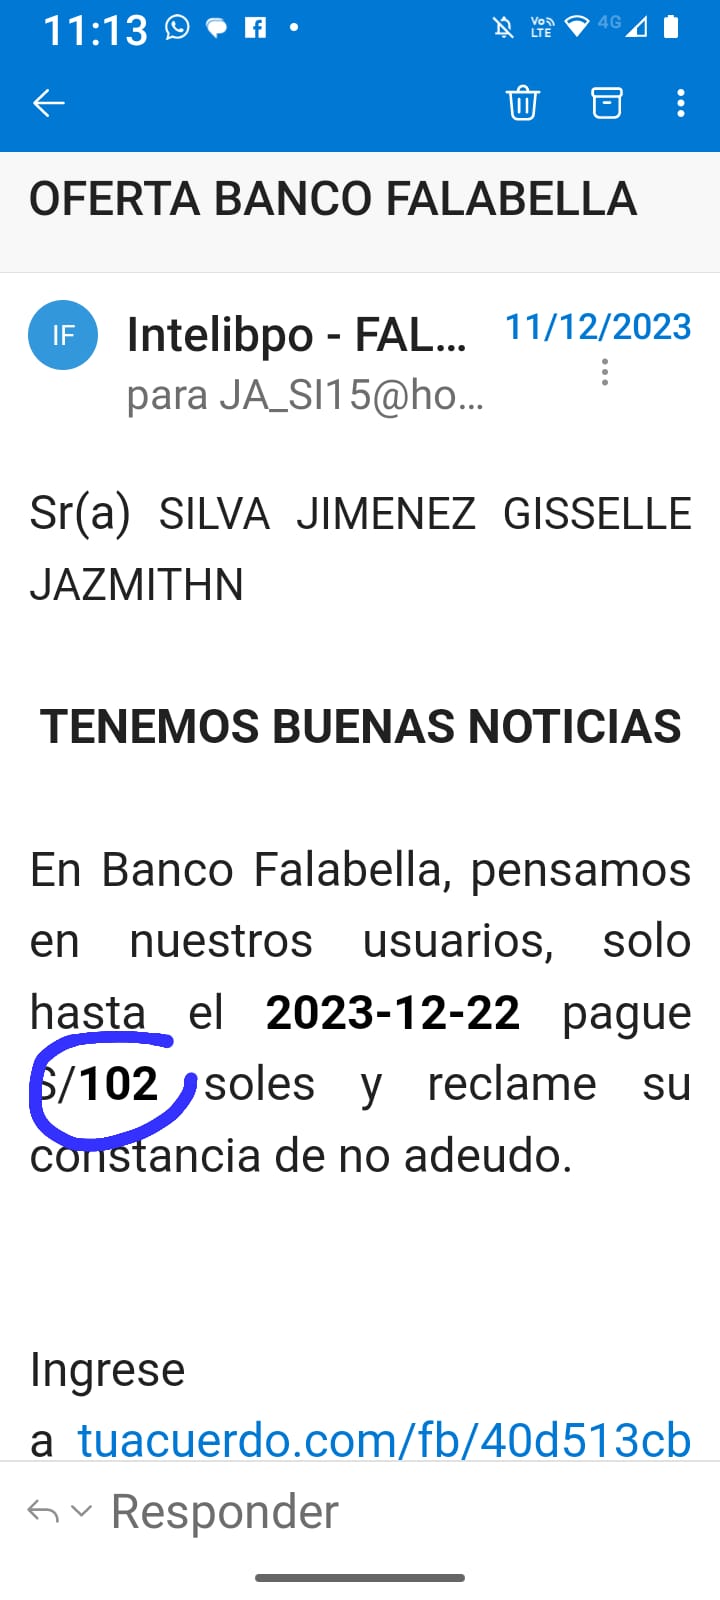 11:13
VoLTE 4G
OFERTA BANCO FALABELLA
IF
Intelibpo - FAL... 11/12/2023
para JA_SI15@ho...
Sr(a) SILVA JIMENEZ GISSELLE
JAZMITHN
TENEMOS BUENAS NOTICIAS
En Banco Falabella, pensamos
en nuestros usuarios, solo
hasta el 2023-12-22 pague
S/102 soles y reclame su
constancia de no adeudo.
Ingrese
a tuacuerdo.com/fb/40d513cb
Responder